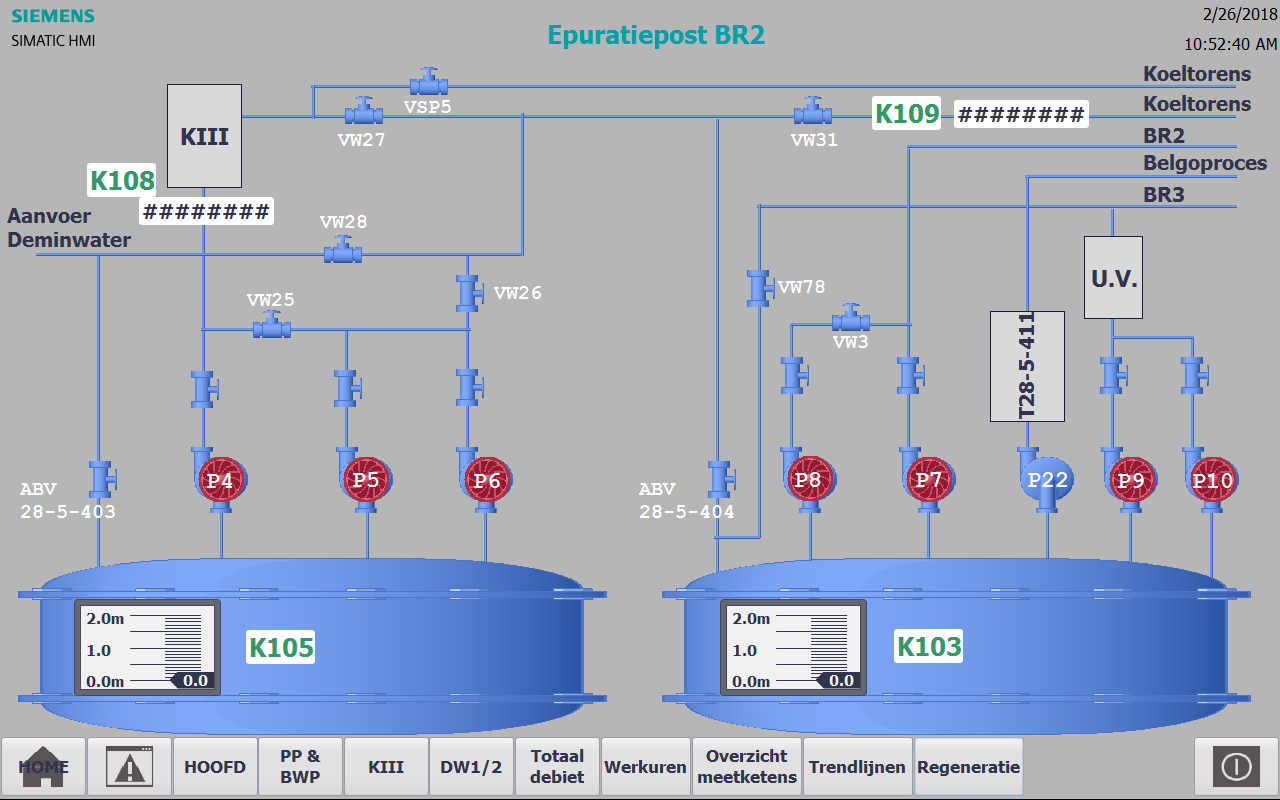 SIEMENS
SIMATIC HMI
Epuratiepost BR2
2/26/2018
10:52:40 AM
Koeltorens
VSP5
Koeltorens
K109
########
VW27
VW31
KIII
BR2
Belgoproces
K108
########
BR3
Aanvoer
Deminwater
VW28
VW25
VW26
VW78
VW3
U.V.
T28-5-411
P4
P5
P6
P8
P7
P22
P9
P10
ABV
28-5-403
ABV
28-5-404
2.0m
1.0
0.0m
0.0
K105
2.0m
1.0
0.0m
0.0
K103
HOME
HOOFD
PP &
BWP
KIII
DW1/2
Totaal
debiet
Werkuren
Overzicht
meetketens
Trendlijnen
Regeneratie